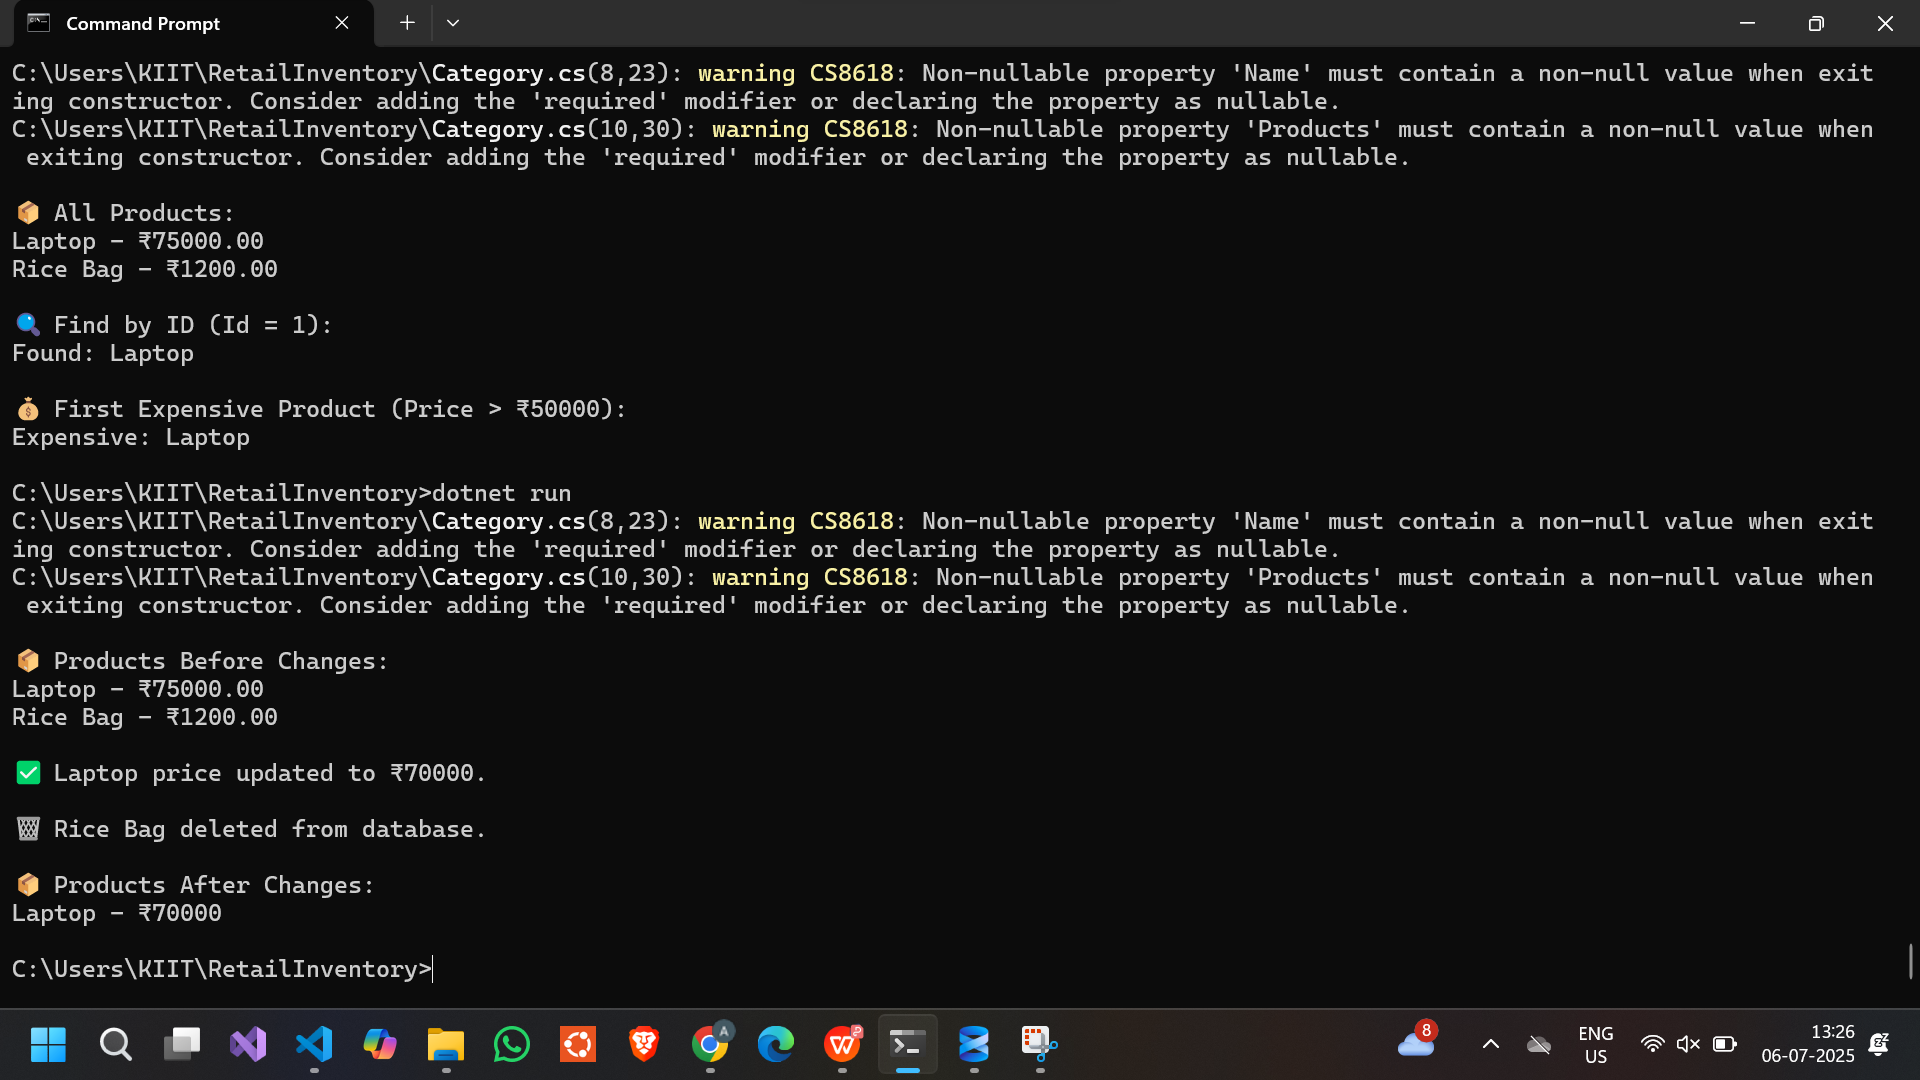 Command Prompt
C:\Users\KIIT\RetailInventory\Category.cs(8,23): warning CS8618: Non-nullable property 'Name' must contain a non-null value when exit
ing constructor. Consider adding the 'required' modifier or declaring the property as nullable.
C:\Users\KIIT\RetailInventory\Category.cs(10,30): warning CS8618: Non-nullable property 'Products' must contain a non-null value when
 exiting constructor. Consider adding the 'required' modifier or declaring the property as nullable.
📦 All Products:
Laptop - ₹75000.00
Rice Bag - ₹1200.00
🔍 Find by ID (Id = 1):
Found: Laptop
💰 First Expensive Product (Price > ₹50000):
Expensive: Laptop
C:\Users\KIIT\RetailInventory>dotnet run
C:\Users\KIIT\RetailInventory\Category.cs(8,23): warning CS8618: Non-nullable property 'Name' must contain a non-null value when exit
ing constructor. Consider adding the 'required' modifier or declaring the property as nullable.
C:\Users\KIIT\RetailInventory\Category.cs(10,30): warning CS8618: Non-nullable property 'Products' must contain a non-null value when
 exiting constructor. Consider adding the 'required' modifier or declaring the property as nullable.
📦 Products Before Changes:
Laptop - ₹75000.00
Rice Bag - ₹1200.00
✅ Laptop price updated to ₹70000.
🗑 Rice Bag deleted from database.
📦 Products After Changes:
Laptop - ₹70000
C:\Users\KIIT\RetailInventory>
A
8
ENG
US
13:26
06-07-2025